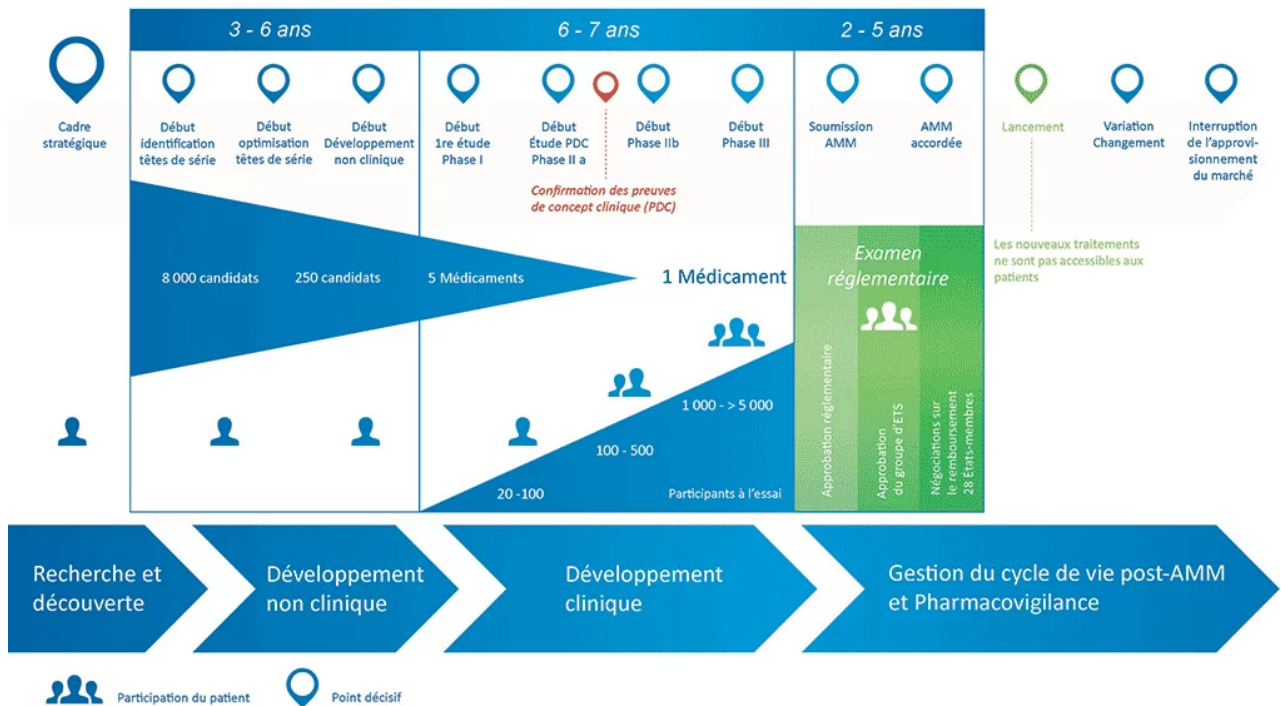 3 - 6 ans
6 - 7 ans
2 - 5 ans
Cadre
stratégique
Début
identification
têtes de série
Début
optimisation
têtes de série
Début
Développement
non clinique
Début
1re étude
Phase I
Début
Étude PDC
Phase II a
Début
Phase IIb
Début
Phase III
Soumission
AMM
AMM
accordée
Lancement
Variation
Changement
Interruption
de l'approvi-
sionnement
du marché
Confirmation des preuves
de concept clinique (PDC)
8 000 candidats
250 candidats
5 Médicaments
1 Médicament
Examen
réglementaire
Les nouveaux traitements
ne sont pas accessibles aux
patients
20 -100
100 - 500
1 000 - > 5 000
Participants à l'essai
Approbation réglementaire
Approbation
du groupe d'ETS
Négociations sur
le remboursement
28 États-membres
Recherche et
découverte
Développement
non clinique
Développement
clinique
Gestion du cycle de vie post-AMM
et Pharmacovigilance
Participation du patient
Point décisif